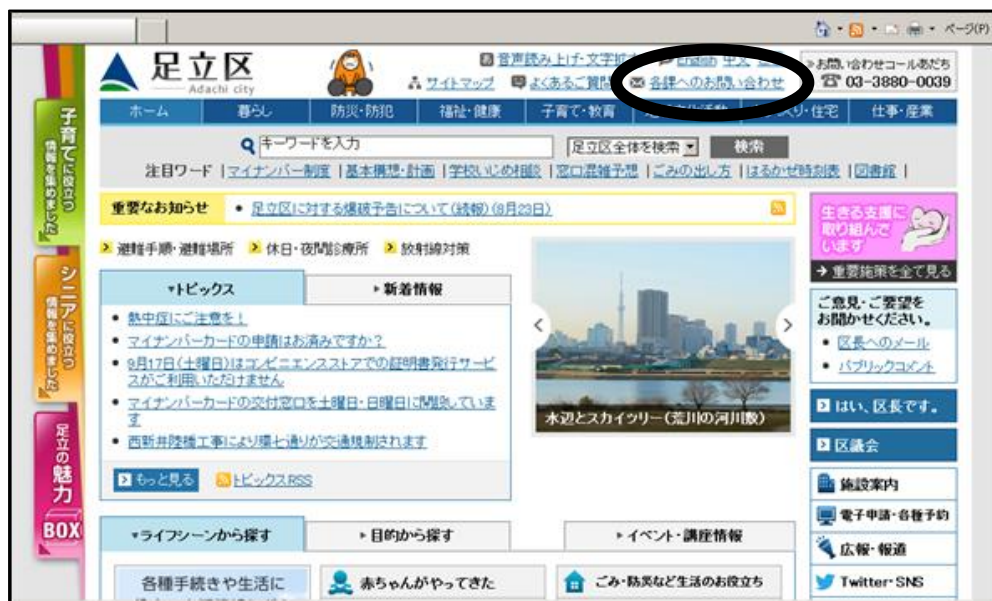 ページ(P)
足立区
Adachi city
音声読み上げ・文字拡
English 中文
サイトマップ
よくあるご質問
各課へのお問い合わせ
お問い合わせコールあだち
03-3880-0039
ホーム
暮らし
防災・防犯
福祉・健康
子育て・教育
り・住宅
仕事・産業
キーワードを入力
足立区全体を検索
検索
注目ワード | マイナンバー制度 | 基本構想・計画 | 学校いじめ相談 | 窓口混雑予想 | ごみの出し方 | はるかぜ時刻表 | 図書館 |
重要なお知らせ
足立区に対する爆破予告について(続報)(8月23日)
避難手順・避難場所
休日・夜間診療所
放射線対策
トピックス
新着情報
熱中症にご注意を!
マイナンバーカードの申請はお済みですか?
9月17日(土曜日)はコンビニエンスストアでの証明書発行サービ
スがご利用いただけません
マイナンバーカードの交付窓口を土曜日・日曜日に開設していま
す
西新井陸橋工事により環七通りが交通規制されます
もっと見る
トピックスRSS
水辺とスカイツリー(荒川の河川敷)
ライフシーンから探す
目的から探す
イベント・講座情報
各種手続きや生活に
赤ちゃんがやってきた
ごみ・防災など生活のお役立ち
子育てに役立つ
情報を集めました
シニアに役立つ
情報を集めました
足立の魅力
BOX
生きる支援に
取り組んで
います
重要施策を全て見る
ご意見・ご要望を
お聞かせください。
区長へのメール
パブリックコメント
はい、区長です。
区議会
施設案内
電子申請・各種予約
広報・報道
Twitter・SNS